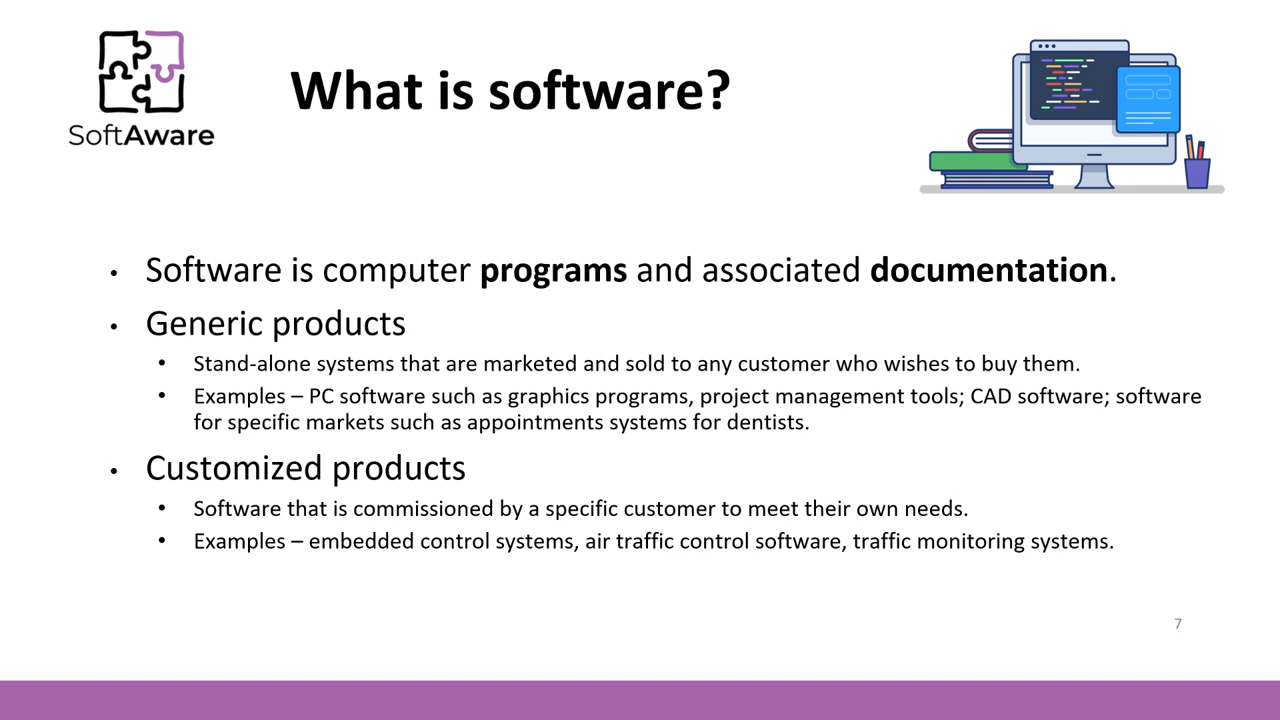 SoftAware
What is software?
• Software is computer programs and associated documentation.
• Generic products
• Stand-alone systems that are marketed and sold to any customer who wishes to buy them.
• Examples – PC software such as graphics programs, project management tools; CAD software; software
for specific markets such as appointments systems for dentists.
• Customized products
• Software that is commissioned by a specific customer to meet their own needs.
• Examples – embedded control systems, air traffic control software, traffic monitoring systems.
7